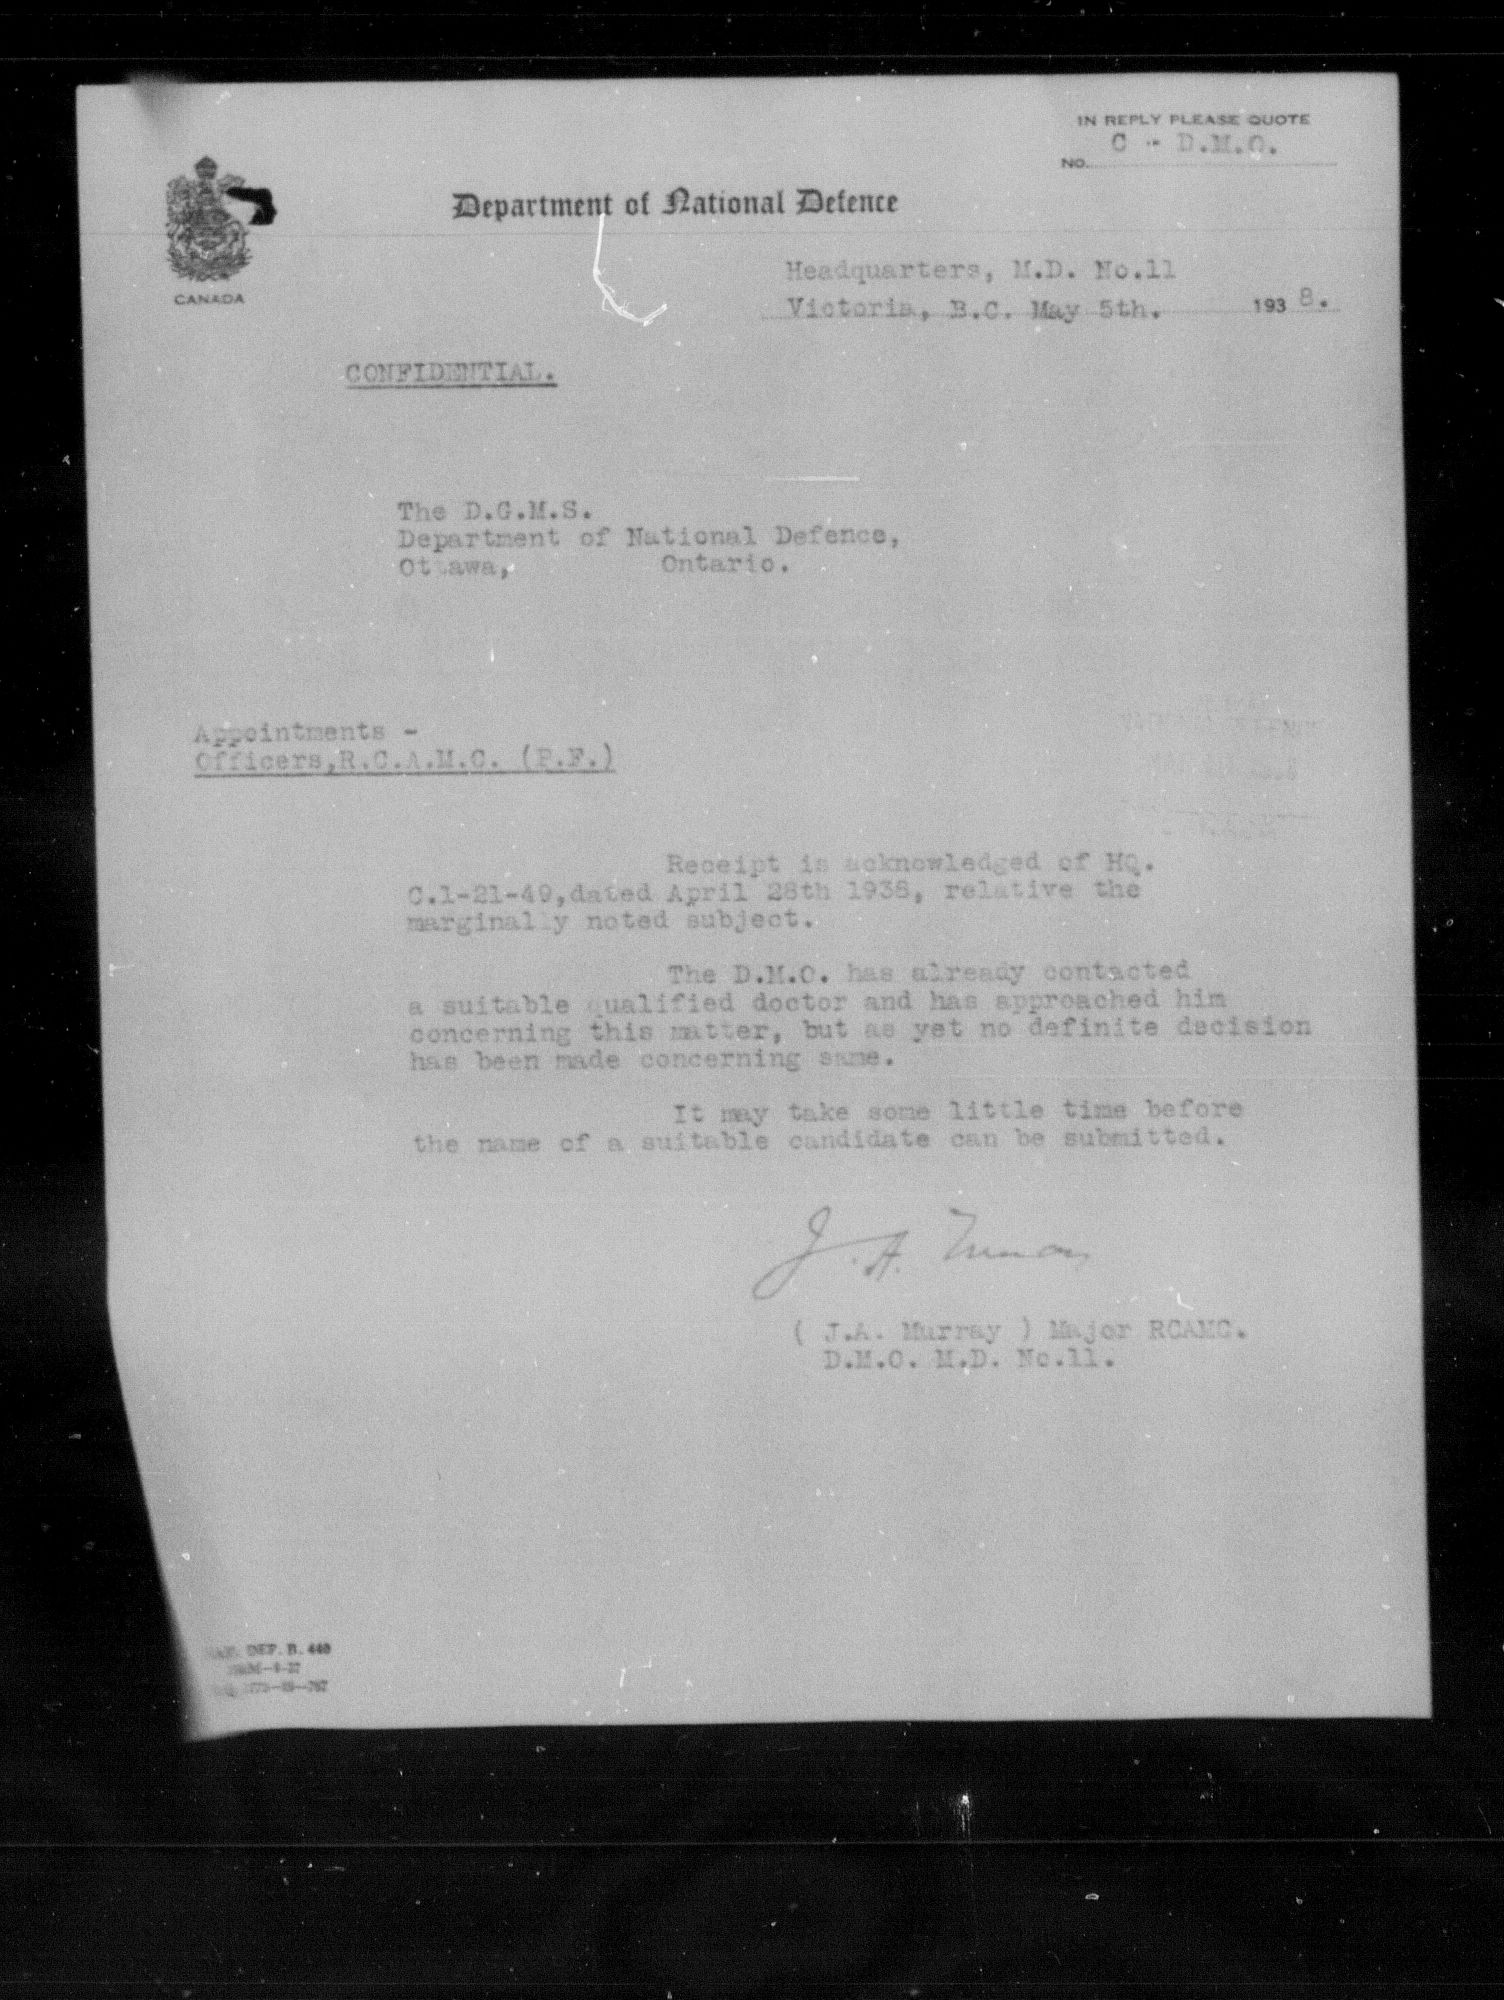 IN REPLY PLEASE QUOTE
C - D.M.O.
NO.
CANADA
Department of National Defence
Headquarters, M.D. No.11
Victoria, B.C. May 5th. 1938.
CONFIDENTIAL.
The D.G.M.S.
Department of National Defence,
Ottawa, Ontario.
Appointments -
Officers,R.C.A.M.C. (P.F.)
Receipt is acknowledged of HQ.
C.1-21-49,dated April 28th 1938, relative the
marginally noted subject.
The D.M.O. has already contacted
a suitable qualified doctor and has approached him
concerning this matter, but as yet no definite decision
has been made concerning same.
It may take some little time before
the name of a suitable candidate can be submitted.
J. A. Murray
( J.A. Murray ) Major RCAMC.
D.M.O. M.D. No.11.
DEF. B. 440